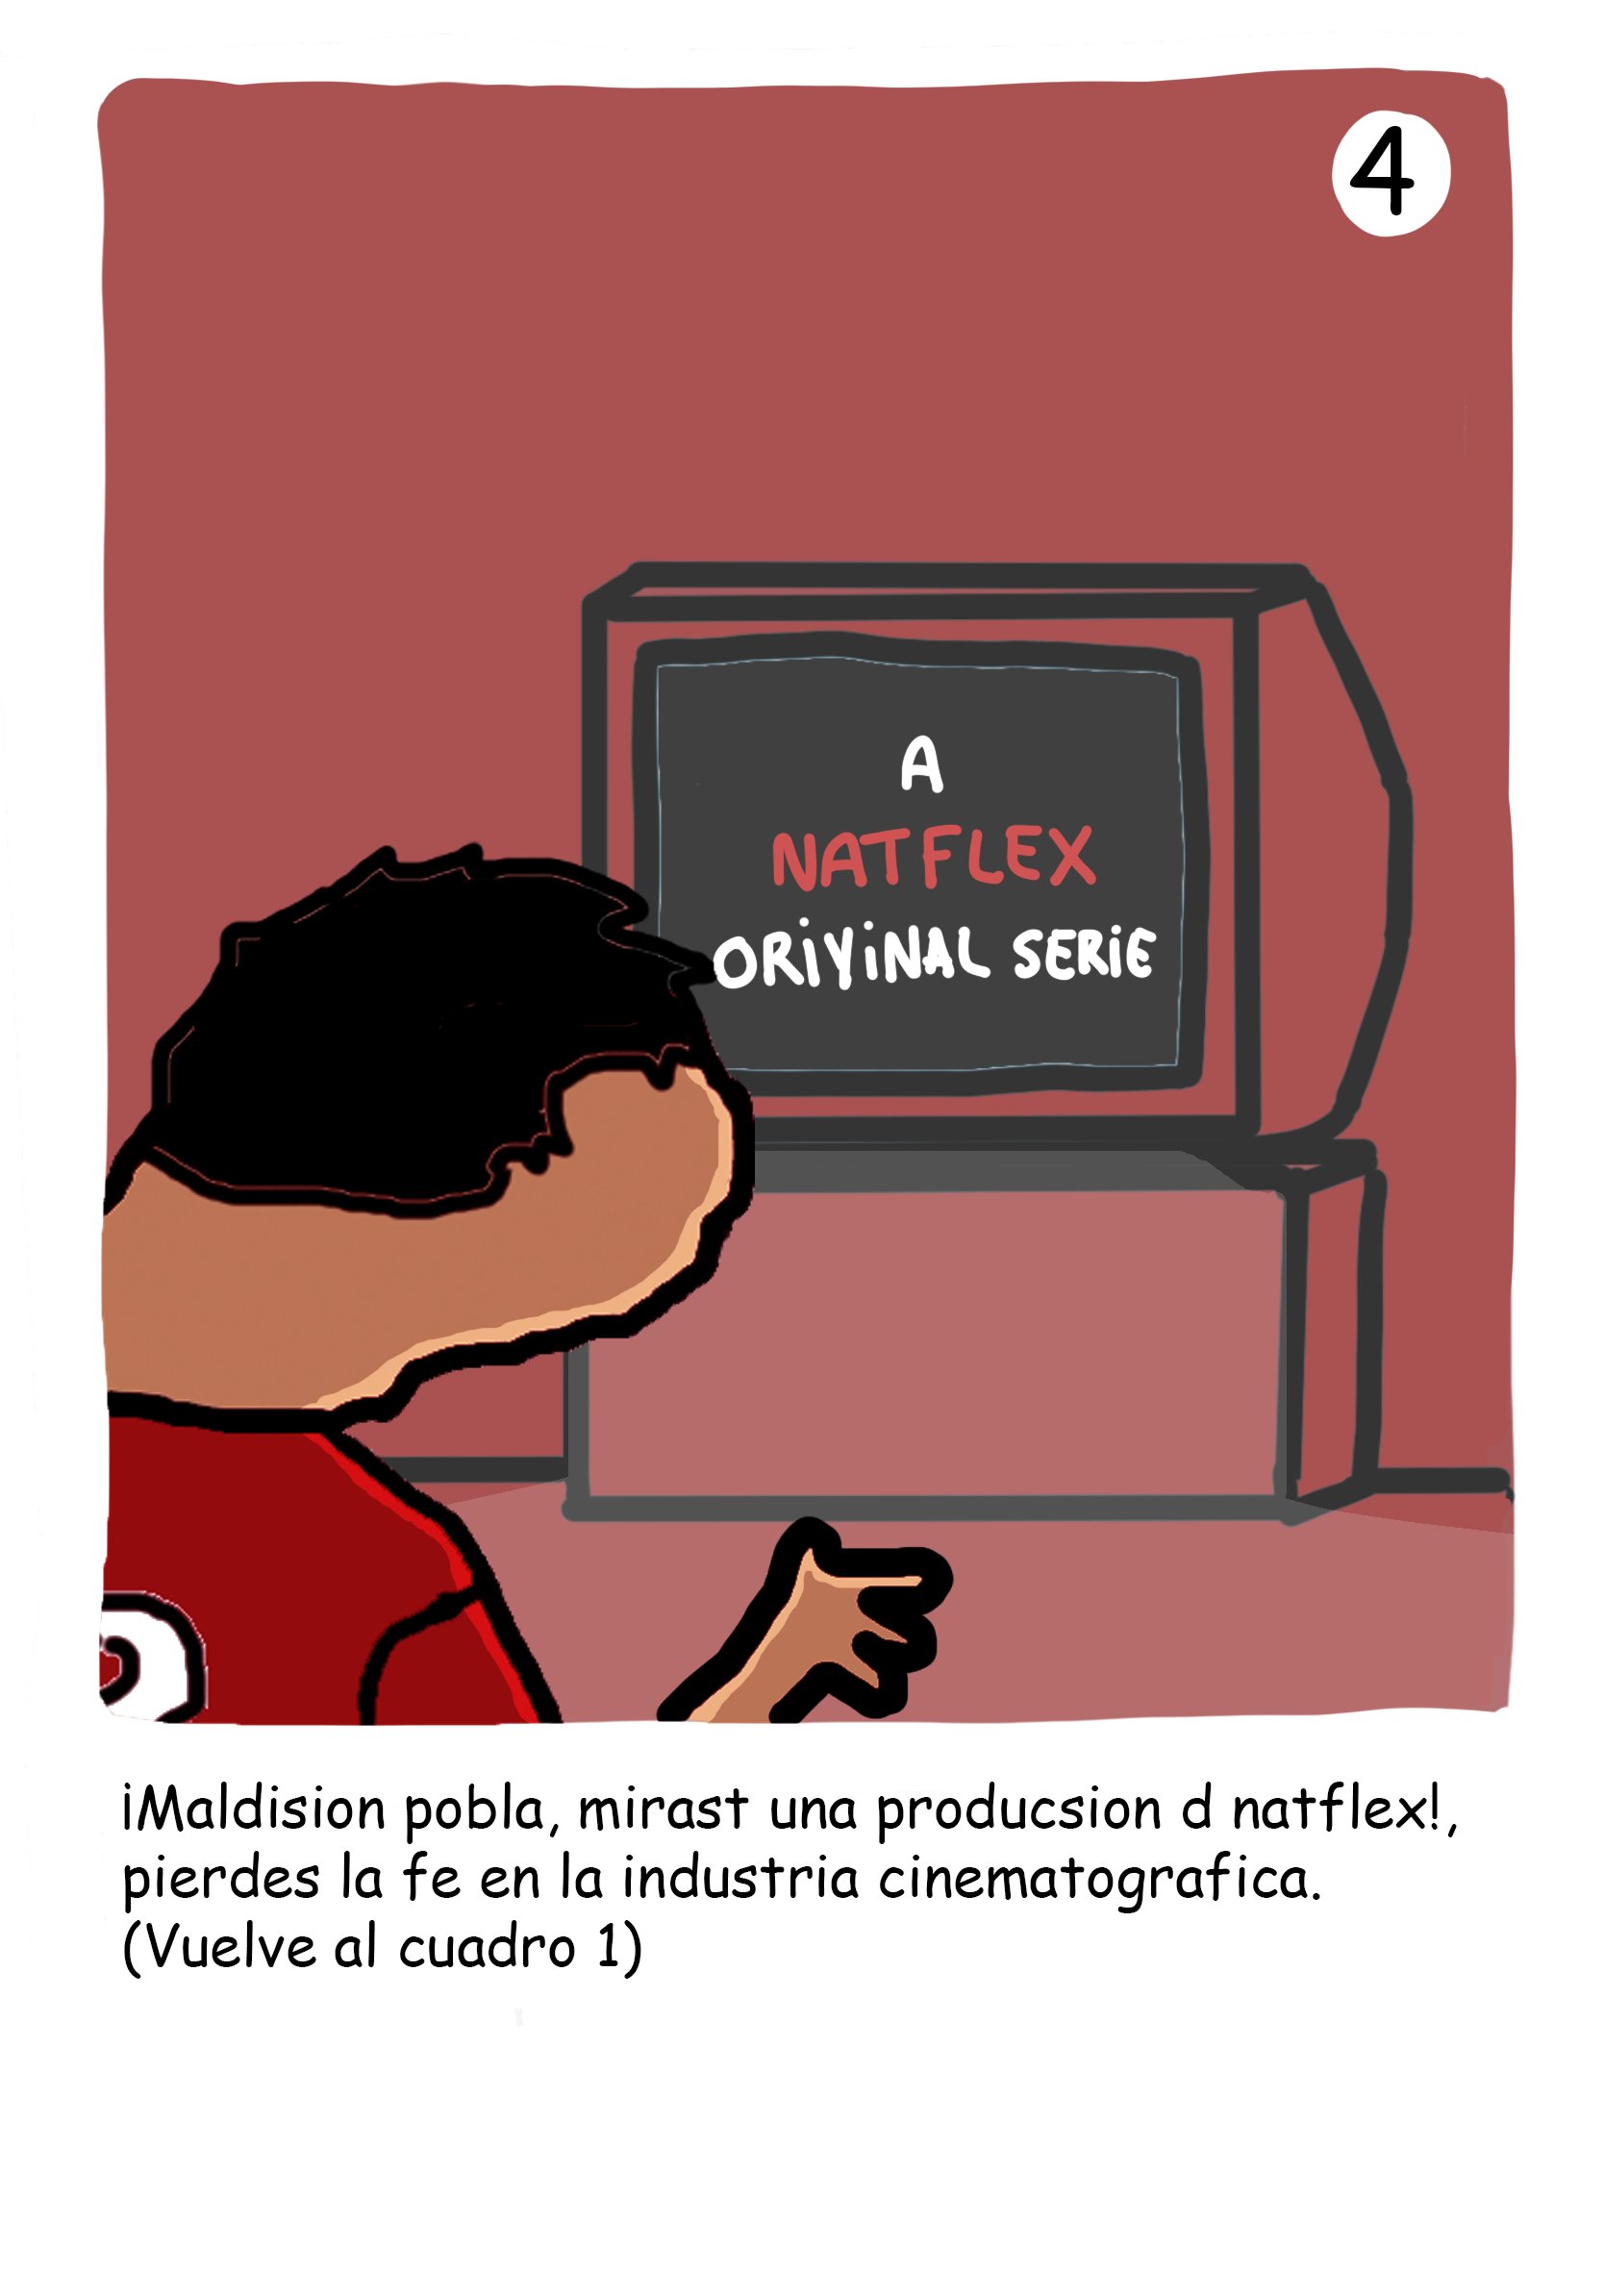 4
A
NATFLEX
ORiYiNAL SERiE
¡Maldision pobla, mirast una producsion d natflex!,
pierdes la fe en la industria cinematografica.
(Vuelve al cuadro 1)